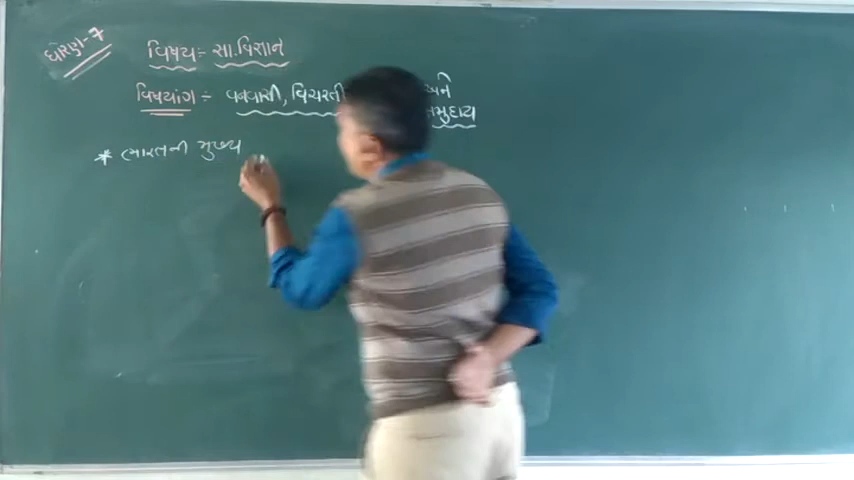 ધોરણ-7
વિષય:- સા.વિજ્ઞાન
વિષયાંગ :- વનવાસી, વિચરતી અને
સમુદાય
* ભારતની મુખ્ય